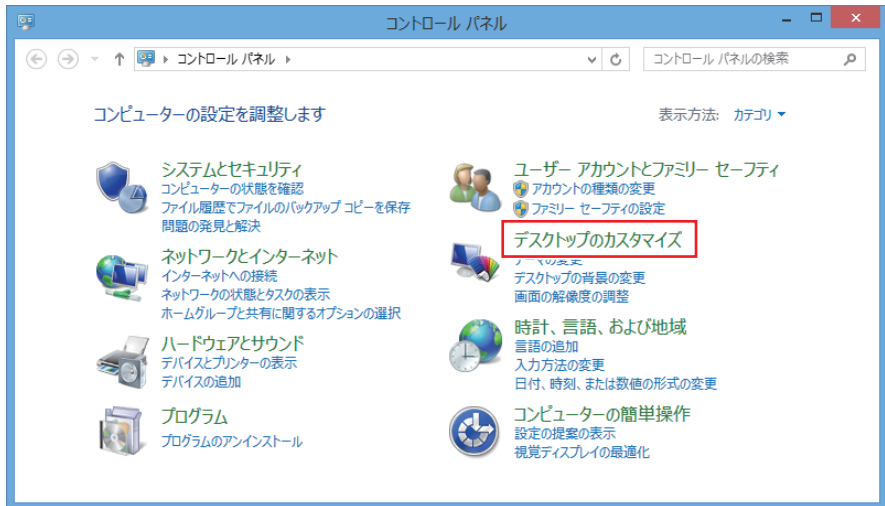 コントロール パネル
コントロール パネル
コントロール パネルの検索
コンピューターの設定を調整します
表示方法: カテゴリ
システムとセキュリティ
コンピューターの状態を確認
ファイル履歴でファイルのバックアップ コピーを保存
問題の発見と解決
ネットワークとインターネット
インターネットへの接続
ネットワークの状態とタスクの表示
ホームグループと共有に関するオプションの選択
ハードウェアとサウンド
デバイスとプリンターの表示
デバイスの追加
プログラム
プログラムのアンインストール
ユーザー アカウントとファミリー セーフティ
アカウントの種類の変更
ファミリー セーフティの設定
デスクトップのカスタマイズ
テーマの変更
デスクトップの背景の変更
画面の解像度の調整
時計、言語、および地域
言語の追加
入力方法の変更
日付、時刻、または数値の形式の変更
コンピューターの簡単操作
設定の提案の表示
視覚ディスプレイの最適化